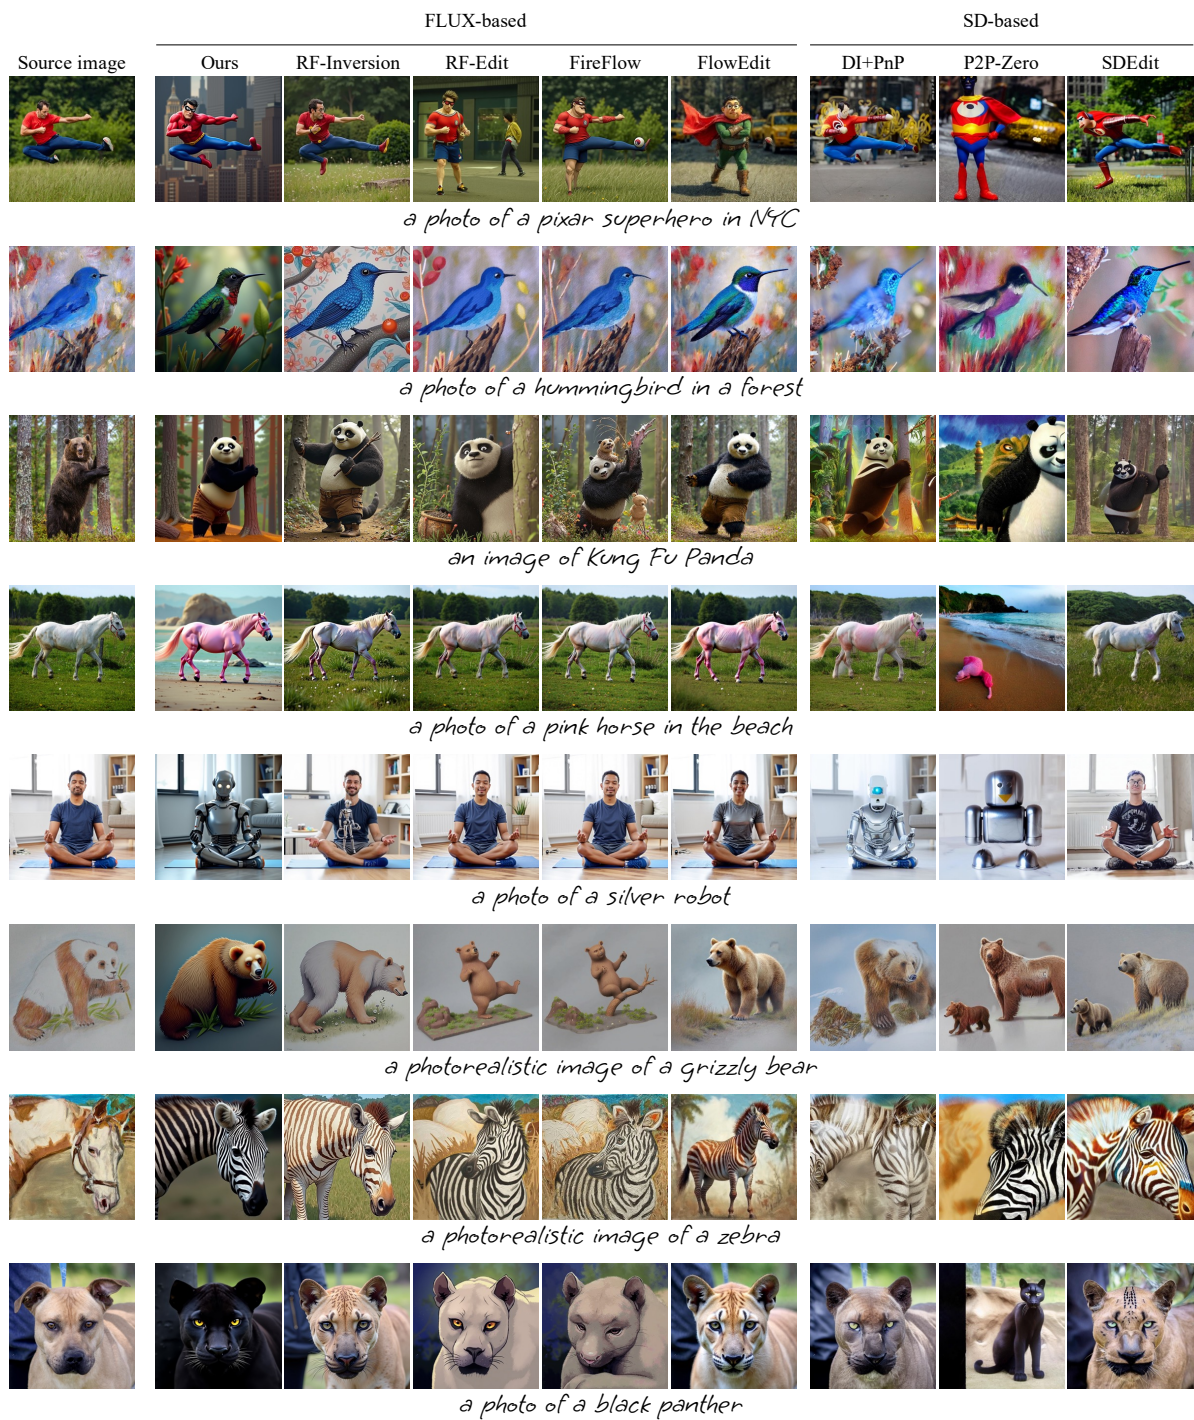 FLUX-based SD-based
Source image Ours RF-Inversion RF-Edit FireFlow FlowEdit DI+PnP P2P-Zero SDEdit
a photo of a pixar superhero in NYC
a photo of a hummingbird in a forest
an image of Kung Fu Panda
a photo of a pink horse in the beach
a photo of a silver robot
a photorealistic image of a grizzly bear
a photorealistic image of a zebra
a photo of a black panther